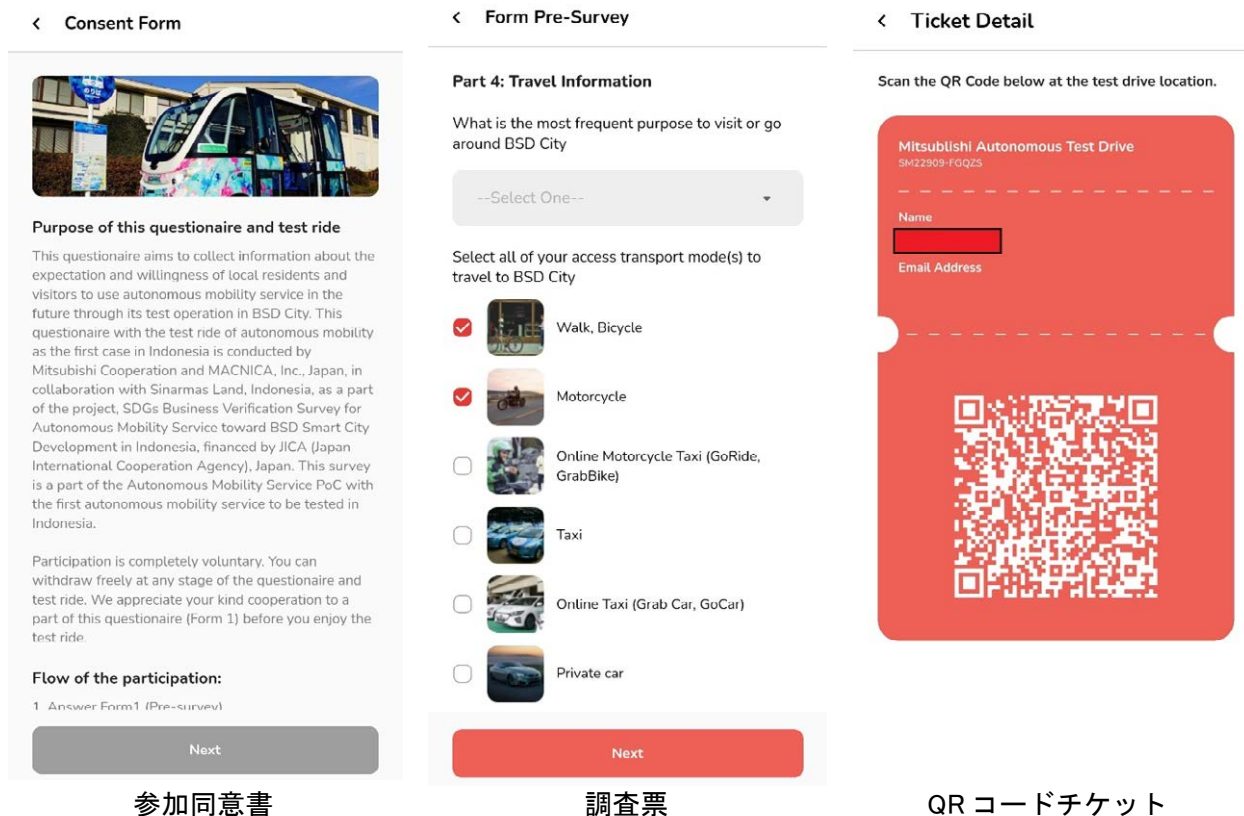 Consent Form
Purpose of this questionaire and test ride
This questionaire aims to collect information about the
expectation and willingness of local residents and
visitors to use autonomous mobility service in the
future through its test operation in BSD City. This
questionaire with the test ride of autonomous mobility
as the first case in Indonesia is conducted by
Mitsubishi Cooperation and MACNICA, Inc., Japan, in
collaboration with Sinarmas Land, Indonesia, as a part
of the project, SDGs Business Verification Survey for
Autonomous Mobility Service toward BSD Smart City
Development in Indonesia, financed by JICA (Japan
International Cooperation Agency), Japan. This survey
is a part of the Autonomous Mobility Service PoC with
the first autonomous mobility service to be tested in
Indonesia.
Participation is completely voluntary. You can
withdraw freely at any stage of the questionaire and
test ride. We appreciate your kind cooperation to a
part of this questionaire (Form 1) before you enjoy the
test ride.
Flow of the participation:
1. Answer Form1 (Pre-survey)
Next
参加同意書
Form Pre-Survey
Part 4: Travel Information
What is the most frequent purpose to visit or go
around BSD City
--Select One--
Select all of your access transport mode(s) to
travel to BSD City
Walk, Bicycle
Motorcycle
Online Motorcycle Taxi (GoRide,
GrabBike)
Taxi
Online Taxi (Grab Car, GoCar)
Private car
Next
調査票
Ticket Detail
Scan the QR Code below at the test drive location.
Mitsublishi Autonomous Test Drive
SM22909-FGQZS
Name
Email Address
QR コードチケット